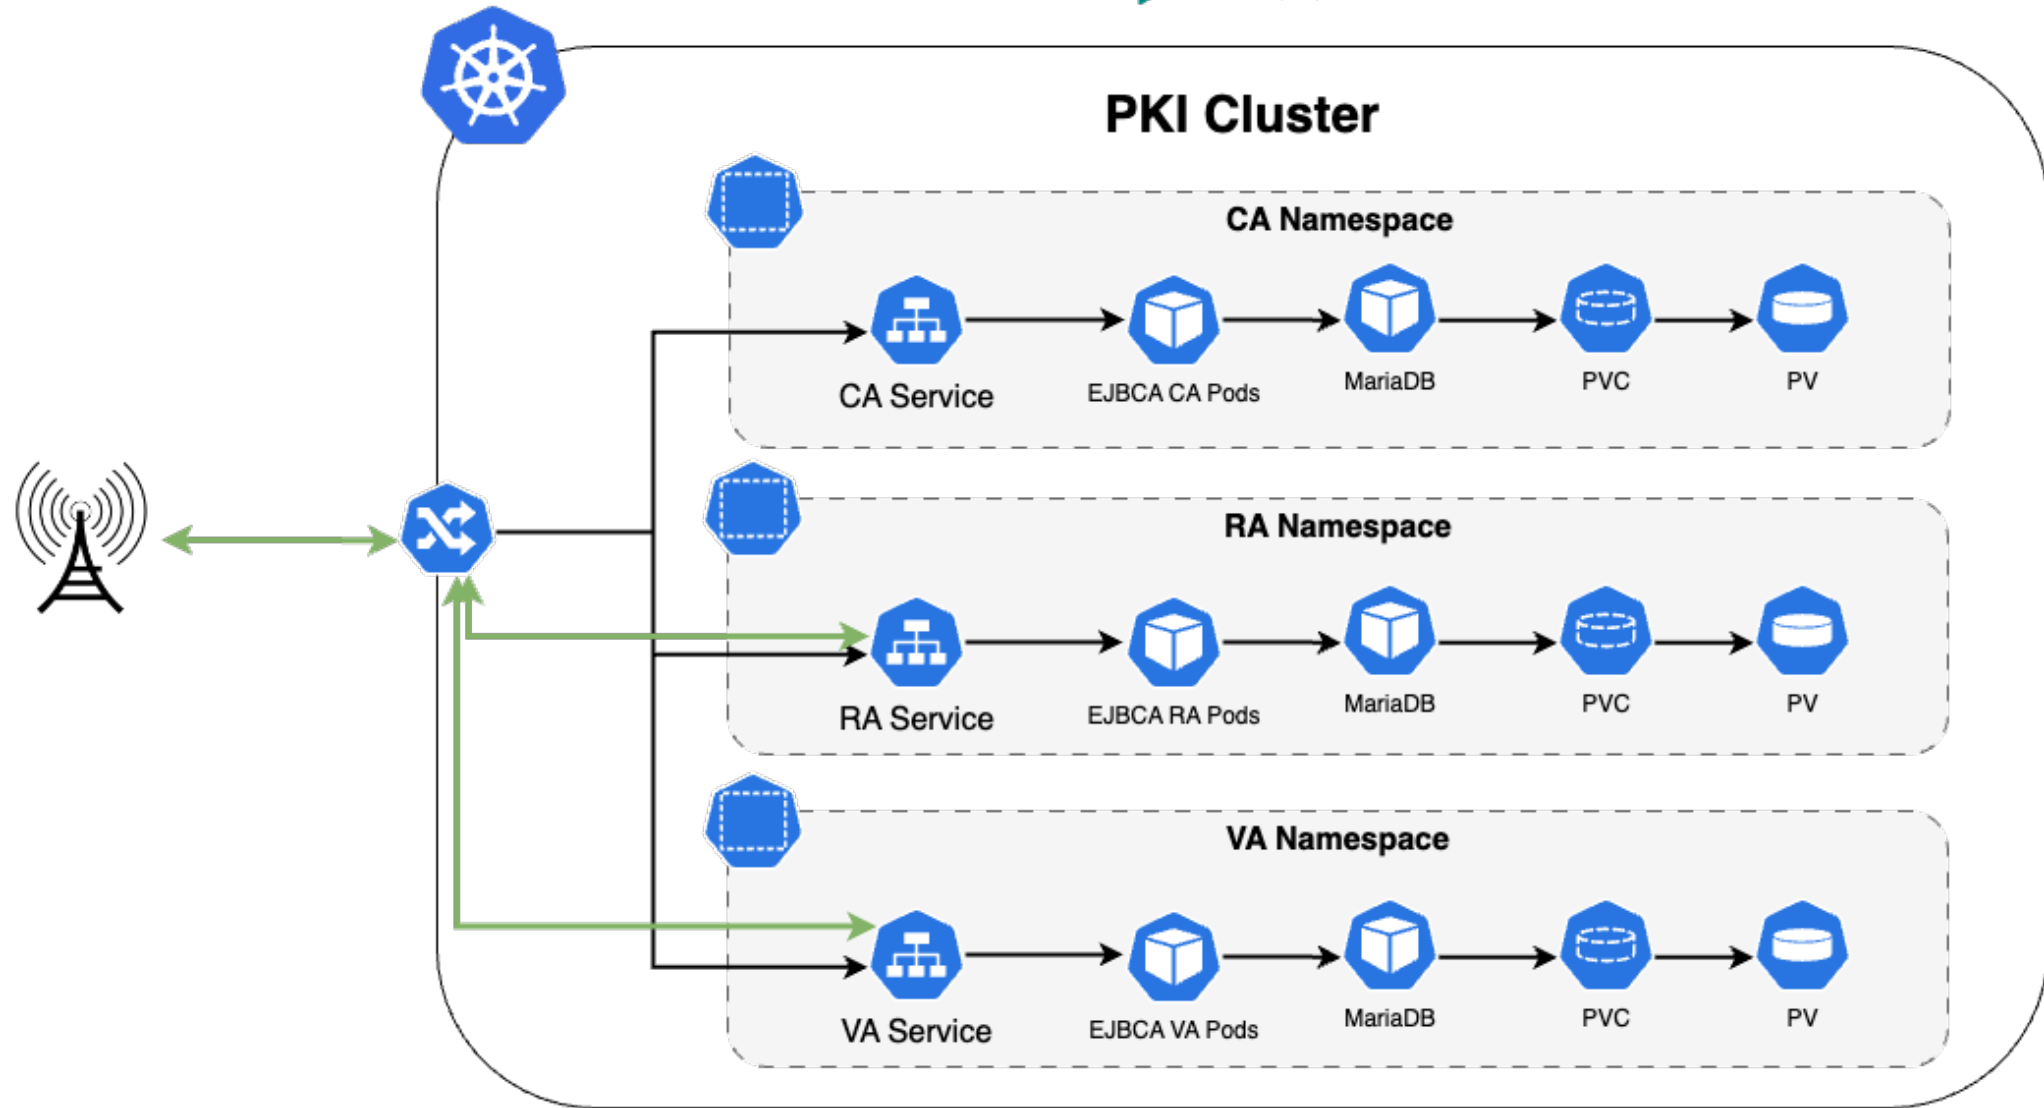 PKI Cluster
CA Namespace
CA Service
EJBCA CA Pods
MariaDB
PVC
PV
RA Namespace
RA Service
EJBCA RA Pods
MariaDB
PVC
PV
VA Namespace
VA Service
EJBCA VA Pods
MariaDB
PVC
PV